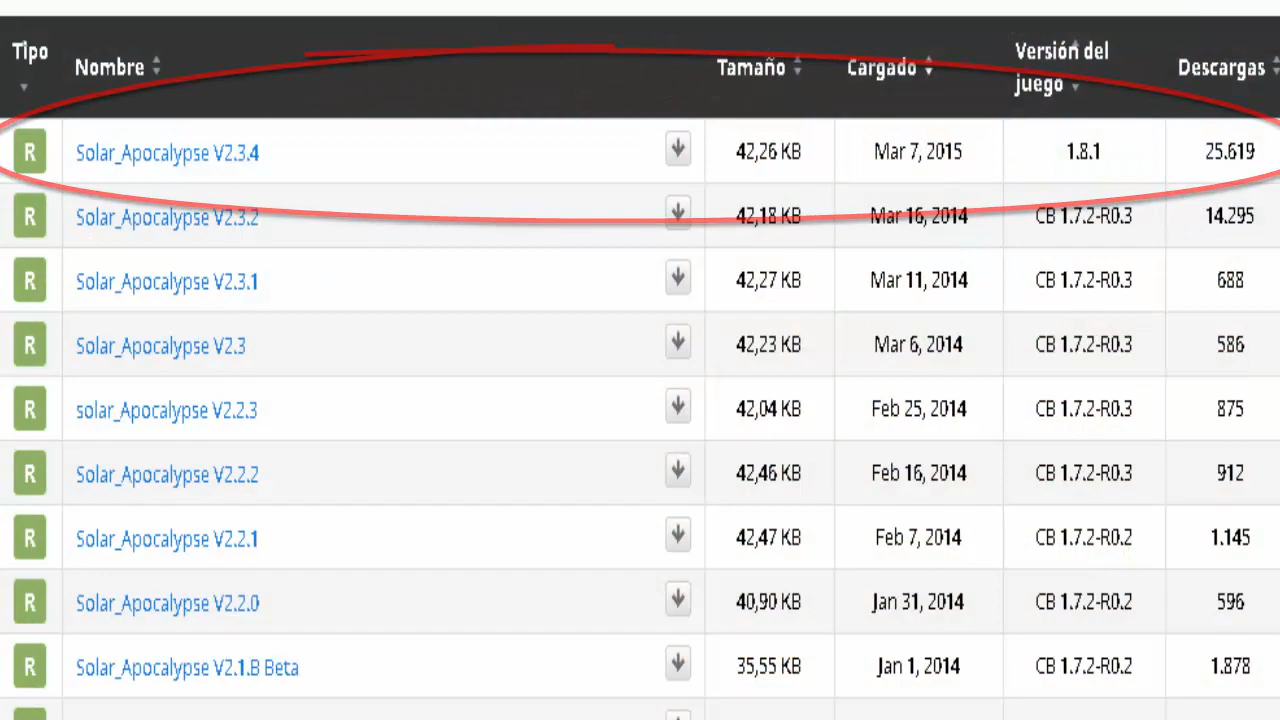 Tipo Nombre Tamaño Cargado Versión del juego Descargas
R Solar_Apocalypse V2.3.4 42,26 KB Mar 7, 2015 1.8.1 25.619
R Solar_Apocalypse V2.3.2 42,18 KB Mar 16, 2014 CB 1.7.2-R0.3 14.295
R Solar_Apocalypse V2.3.1 42,27 KB Mar 11, 2014 CB 1.7.2-R0.3 688
R Solar_Apocalypse V2.3 42,23 KB Mar 6, 2014 CB 1.7.2-R0.3 586
R solar_Apocalypse V2.2.3 42,04 KB Feb 25, 2014 CB 1.7.2-R0.3 875
R Solar_Apocalypse V2.2.2 42,46 KB Feb 16, 2014 CB 1.7.2-R0.3 912
R Solar_Apocalypse V2.2.1 42,47 KB Feb 7, 2014 CB 1.7.2-R0.2 1.145
R Solar_Apocalypse V2.2.0 40,90 KB Jan 31, 2014 CB 1.7.2-R0.2 596
R Solar_Apocalypse V2.1.B Beta 35,55 KB Jan 1, 2014 CB 1.7.2-R0.2 1.878